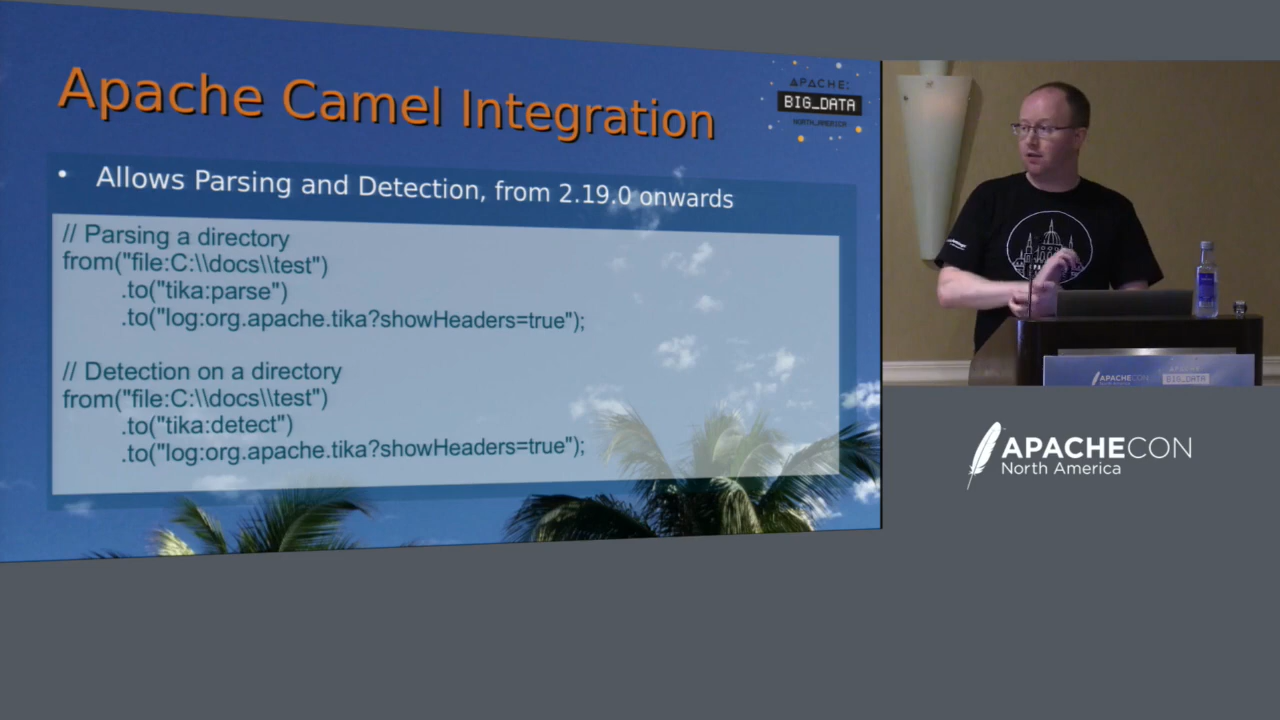 Apache Camel Integration
APACHE:
BIG_DATA
NORTH_AMERICA
• Allows Parsing and Detection, from 2.19.0 onwards
// Parsing a directory
from("file:C:\\docs\\test")
.to("tika:parse")
.to("log:org.apache.tika?showHeaders=true");
// Detection on a directory
from("file:C:\\docs\\test")
.to("tika:detect")
.to("log:org.apache.tika?showHeaders=true");
APACHECON
BIG_DATA
APACHECON
North America